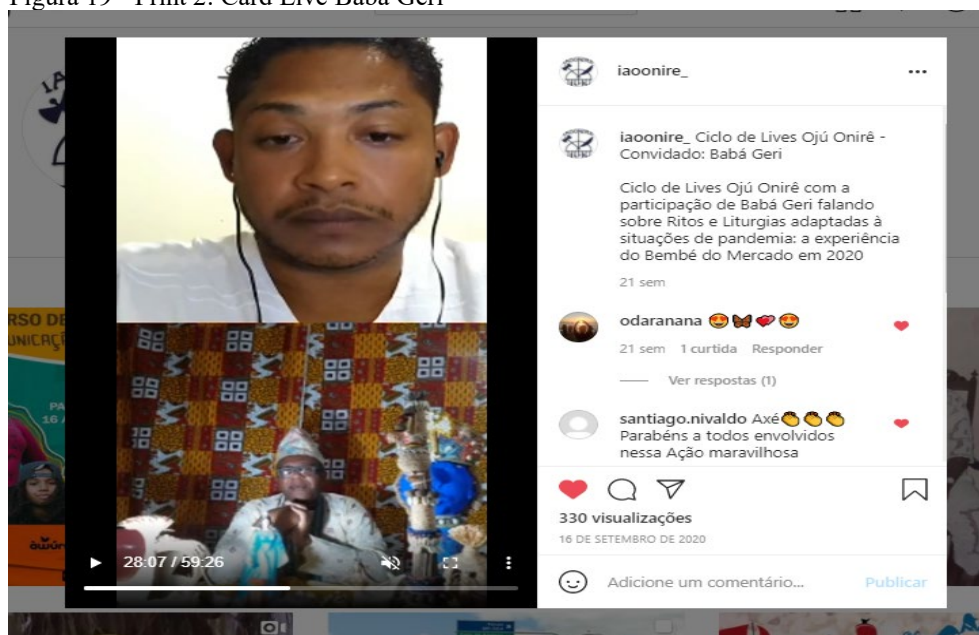 Figura 19 - Print 2: Card Live Babá Geri
iaoonire_
iaoonire_ Ciclo de Lives Ojú Onirê -
Convidado: Babá Geri
Ciclo de Lives Ojú Onirê com a
participação de Babá Geri falando
sobre Ritos e Liturgias adaptadas à
situações de pandemia: a experiência
do Bembé do Mercado em 2020
21 sem
odaranana 😍🦋💕😍
21 sem 1 curtida Responder
Ver respostas (1)
santiago.nivaldo Axé👏👏👏
Parabéns a todos envolvidos
nessa Ação maravilhosa
330 visualizações
16 DE SETEMBRO DE 2020
Adicione um comentário... Publicar
28:07 / 59:26
RSO DE